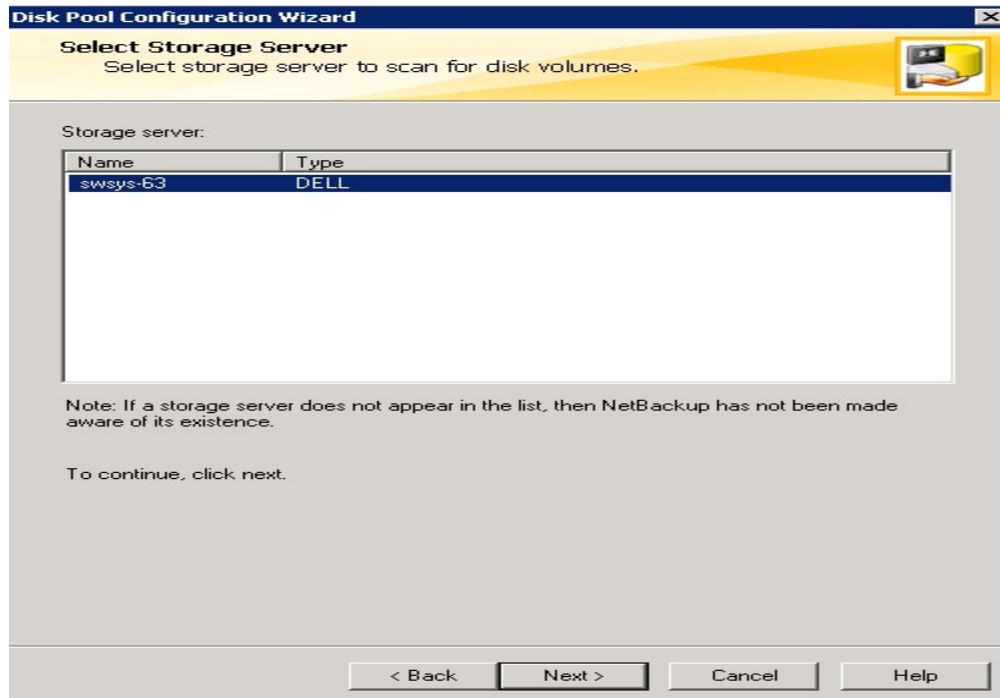 Disk Pool Configuration Wizard
Select Storage Server
Select storage server to scan for disk volumes.
Storage server:
Name Type
swsys-63 DELL
Note: If a storage server does not appear in the list, then NetBackup has not been made
aware of its existence.
To continue, click next.
< Back Next > Cancel Help